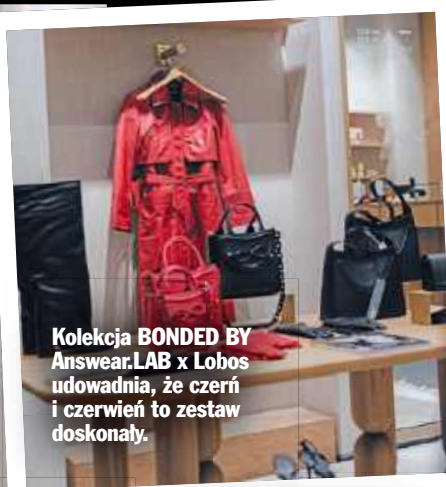 Kolekcja BONDED BY
Answear.LAB x Lobos
udowadnia, że czerń
i czerwień to zestaw
doskonały.